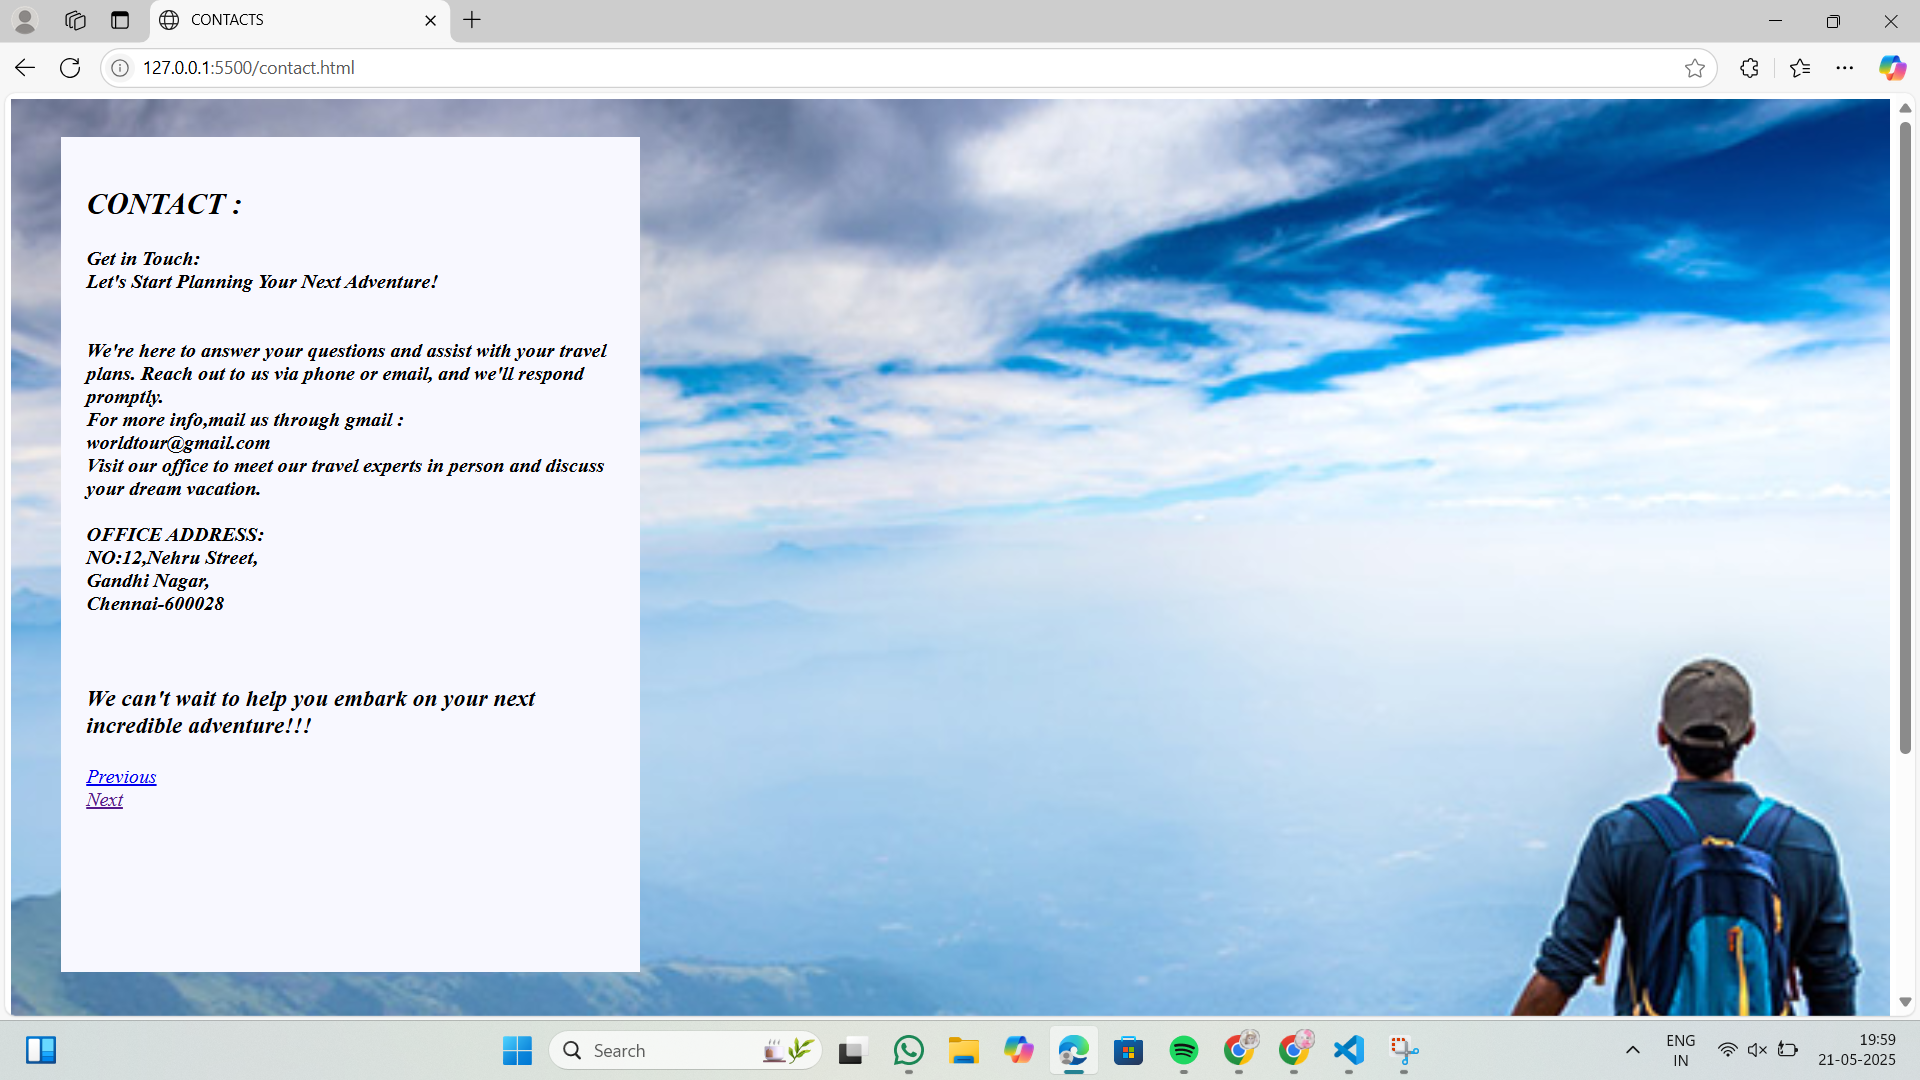 CONTACTS
127.0.0.1:5500/contact.html
CONTACT :
Get in Touch:
Let's Start Planning Your Next Adventure!
We're here to answer your questions and assist with your travel
plans. Reach out to us via phone or email, and we'll respond
promptly.
For more info,mail us through gmail :
worldtour@gmail.com
Visit our office to meet our travel experts in person and discuss
your dream vacation.
OFFICE ADDRESS:
NO:12,Nehru Street,
Gandhi Nagar,
Chennai-600028
We can't wait to help you embark on your next
incredible adventure!!!
Previous
Next
Search
ENG
IN
19:59
21-05-2025